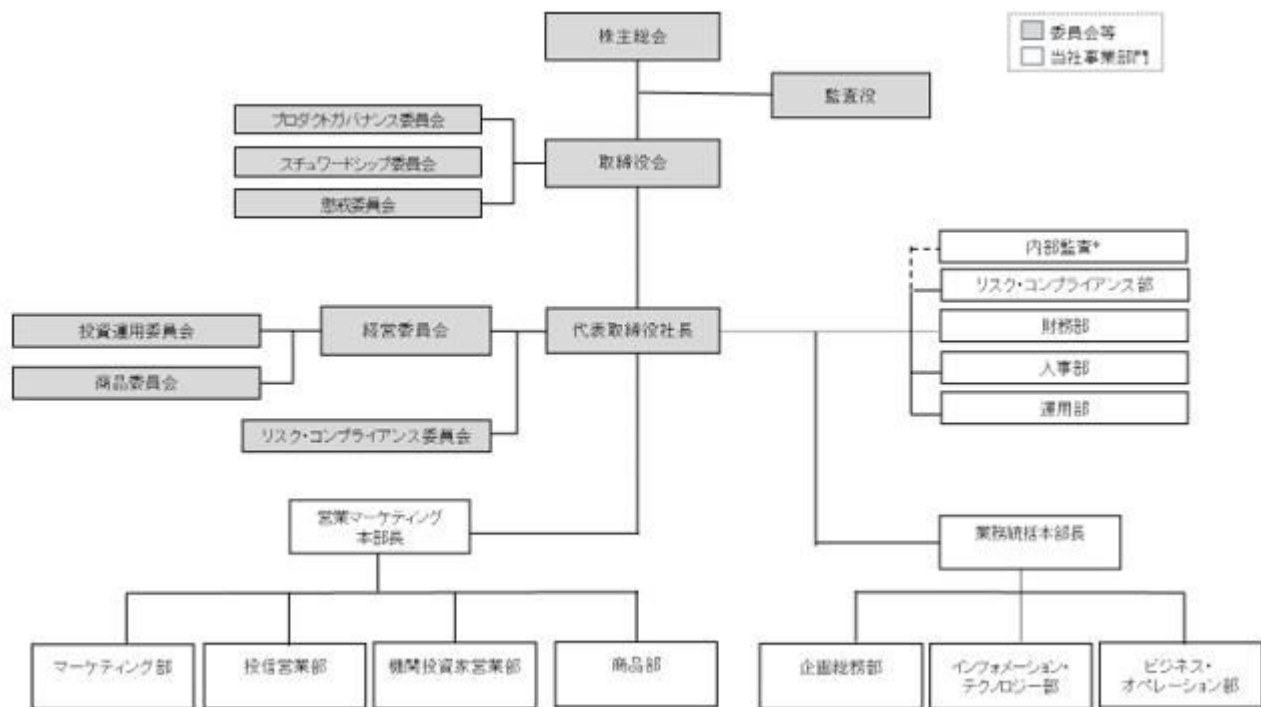 株主総会
委員会等
当社事業部門
監査役
プロダクトガバナンス委員会
スチュワードシップ委員会
懲戒委員会
取締役会
内部監査*
リスク・コンプライアンス部
財務部
人事部
運用部
投資運用委員会
商品委員会
経営委員会
代表取締役社長
リスク・コンプライアンス委員会
営業マーケティング
本部長
業務統括本部長
マーケティング部
投信営業部
機関投資家営業部
商品部
企画総務部
インフォメーション・
テクノロジー部
ビジネス・
オペレーション部